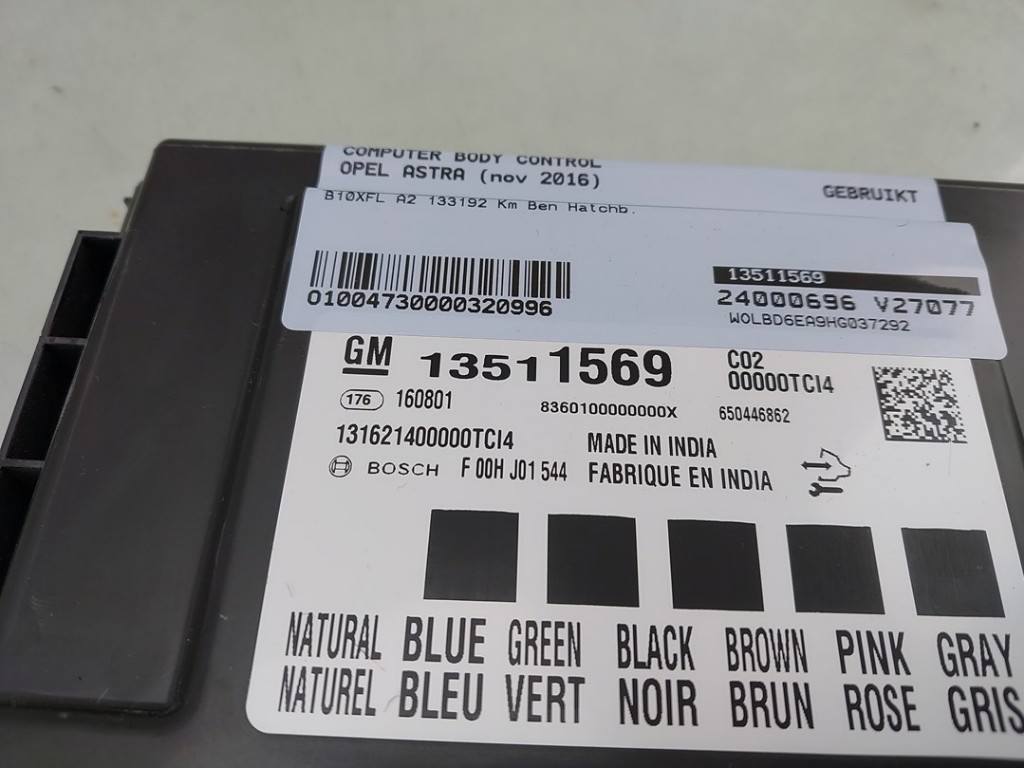 COMPUTER BODY CONTROL
OPEL ASTRA (nov 2016)
GEBRUIKT
B10XFL A2 133192 Km Ben Hatchb.
13511569
01004730000320996
24000696 V27077
W0LBD6EA9HG037292
GM 13511569
C02
00000TCI4
176 160801
8360100000000X
650446862
131621400000TCI4
MADE IN INDIA
BOSCH F 00H J01 544
FABRIQUE EN INDIA
NATURAL BLUE GREEN BLACK BROWN PINK GRAY
NATUREL BLEU VERT NOIR BRUN ROSE GRIS